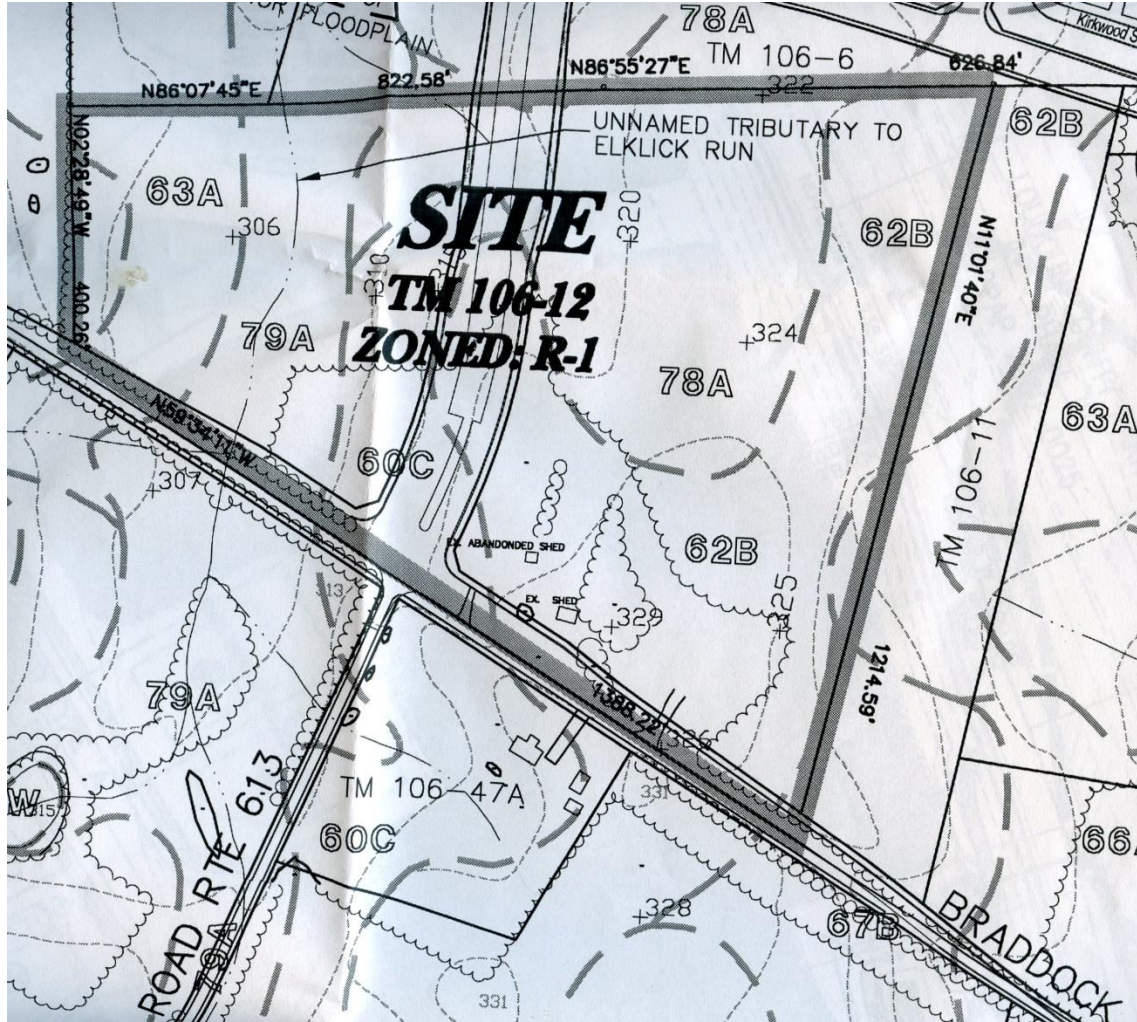 FLOODPLAIN
78A
TM 106-6
Kirkwood
N86°07'45"E
822.58'
N86°55'27"E
626.84'
322
62B
UNNAMED TRIBUTARY TO
ELKLICK RUN
N02°28'49"W
400.26'
63A
306
SITE
TM 106-12
ZONED: R-1
310
320
62B
N11°01'40"E
79A
324
78A
63A
TM 106-11
60C
307
N59°34'11"W
EX. ABANDONDED SHED
62B
EX. SHED
329
325
313
79A
1214.59'
1388.22'
326
TM 106-47A
331
W
315
60C
ROAD RTE 613
79A
66
328
67B
BRADDOCK
331